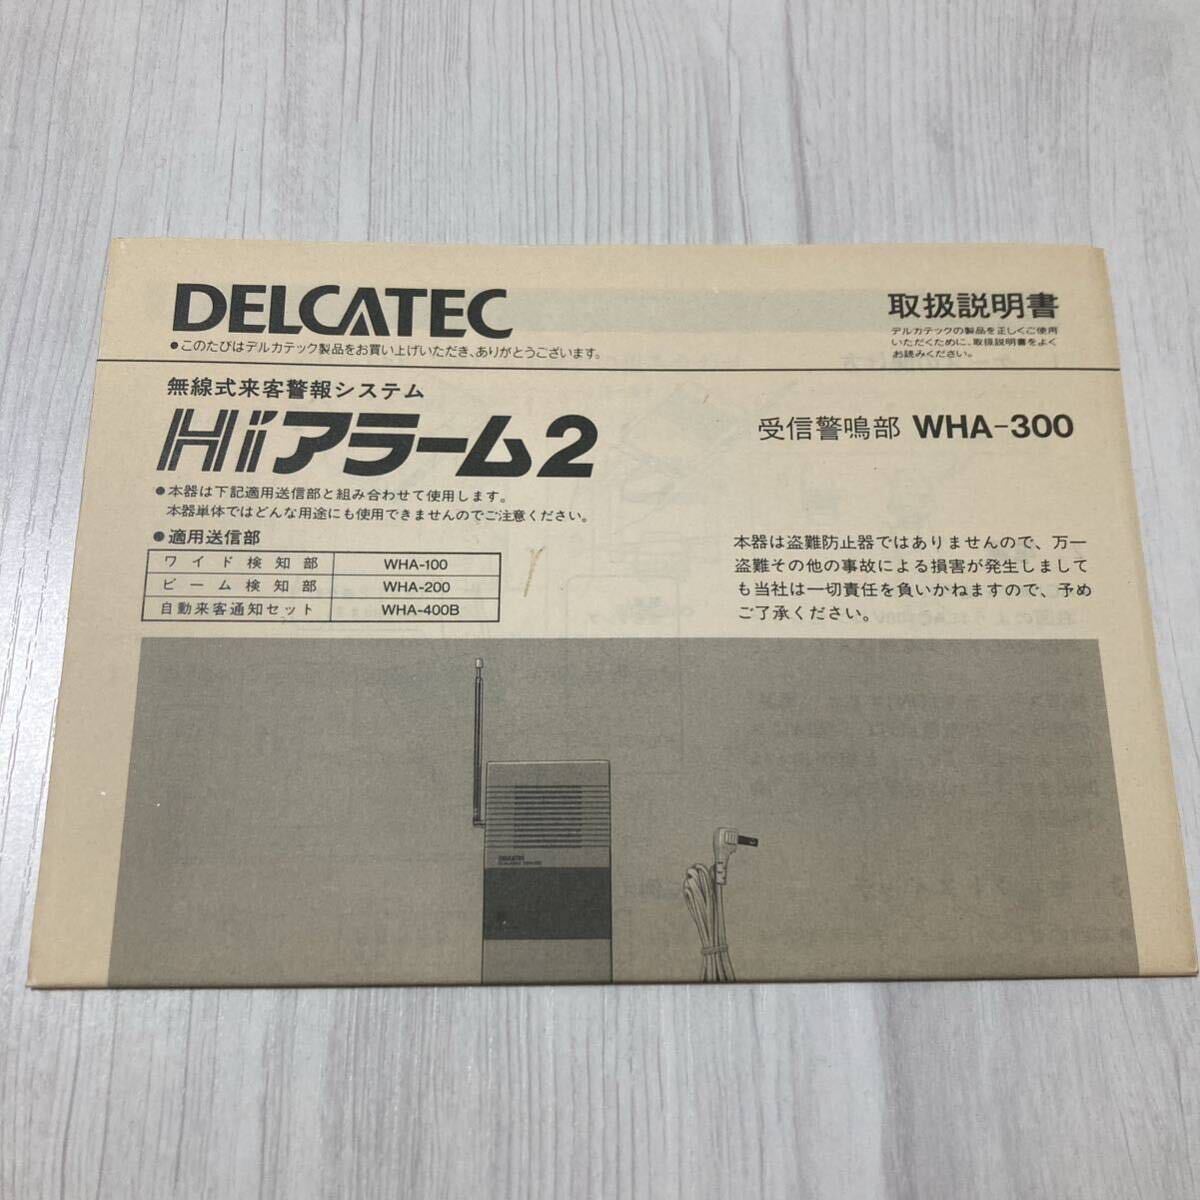 DELCATEC
●このたびはデルカテック製品をお買い上げいただき、ありがとうございます。
取扱説明書
デルカテックの製品を正しくご使用
いただくために、取扱説明書をよく
お読みください。
無線式来客警報システム
Hiアラーム2
受信警鳴部 WHA-300
●本器は下記適用送信部と組み合わせて使用します。
本器単体ではどんな用途にも使用できませんのでご注意ください。
●適用送信部
ワイド検知部 WHA-100
ビーム検知部 WHA-200
自動来客通知セット WHA-400B
本器は盗難防止器ではありませんので、万一
盗難その他の事故による損害が発生しまして
も当社は一切責任を負いかねますので、予め
ご了承ください。
DELCATEC